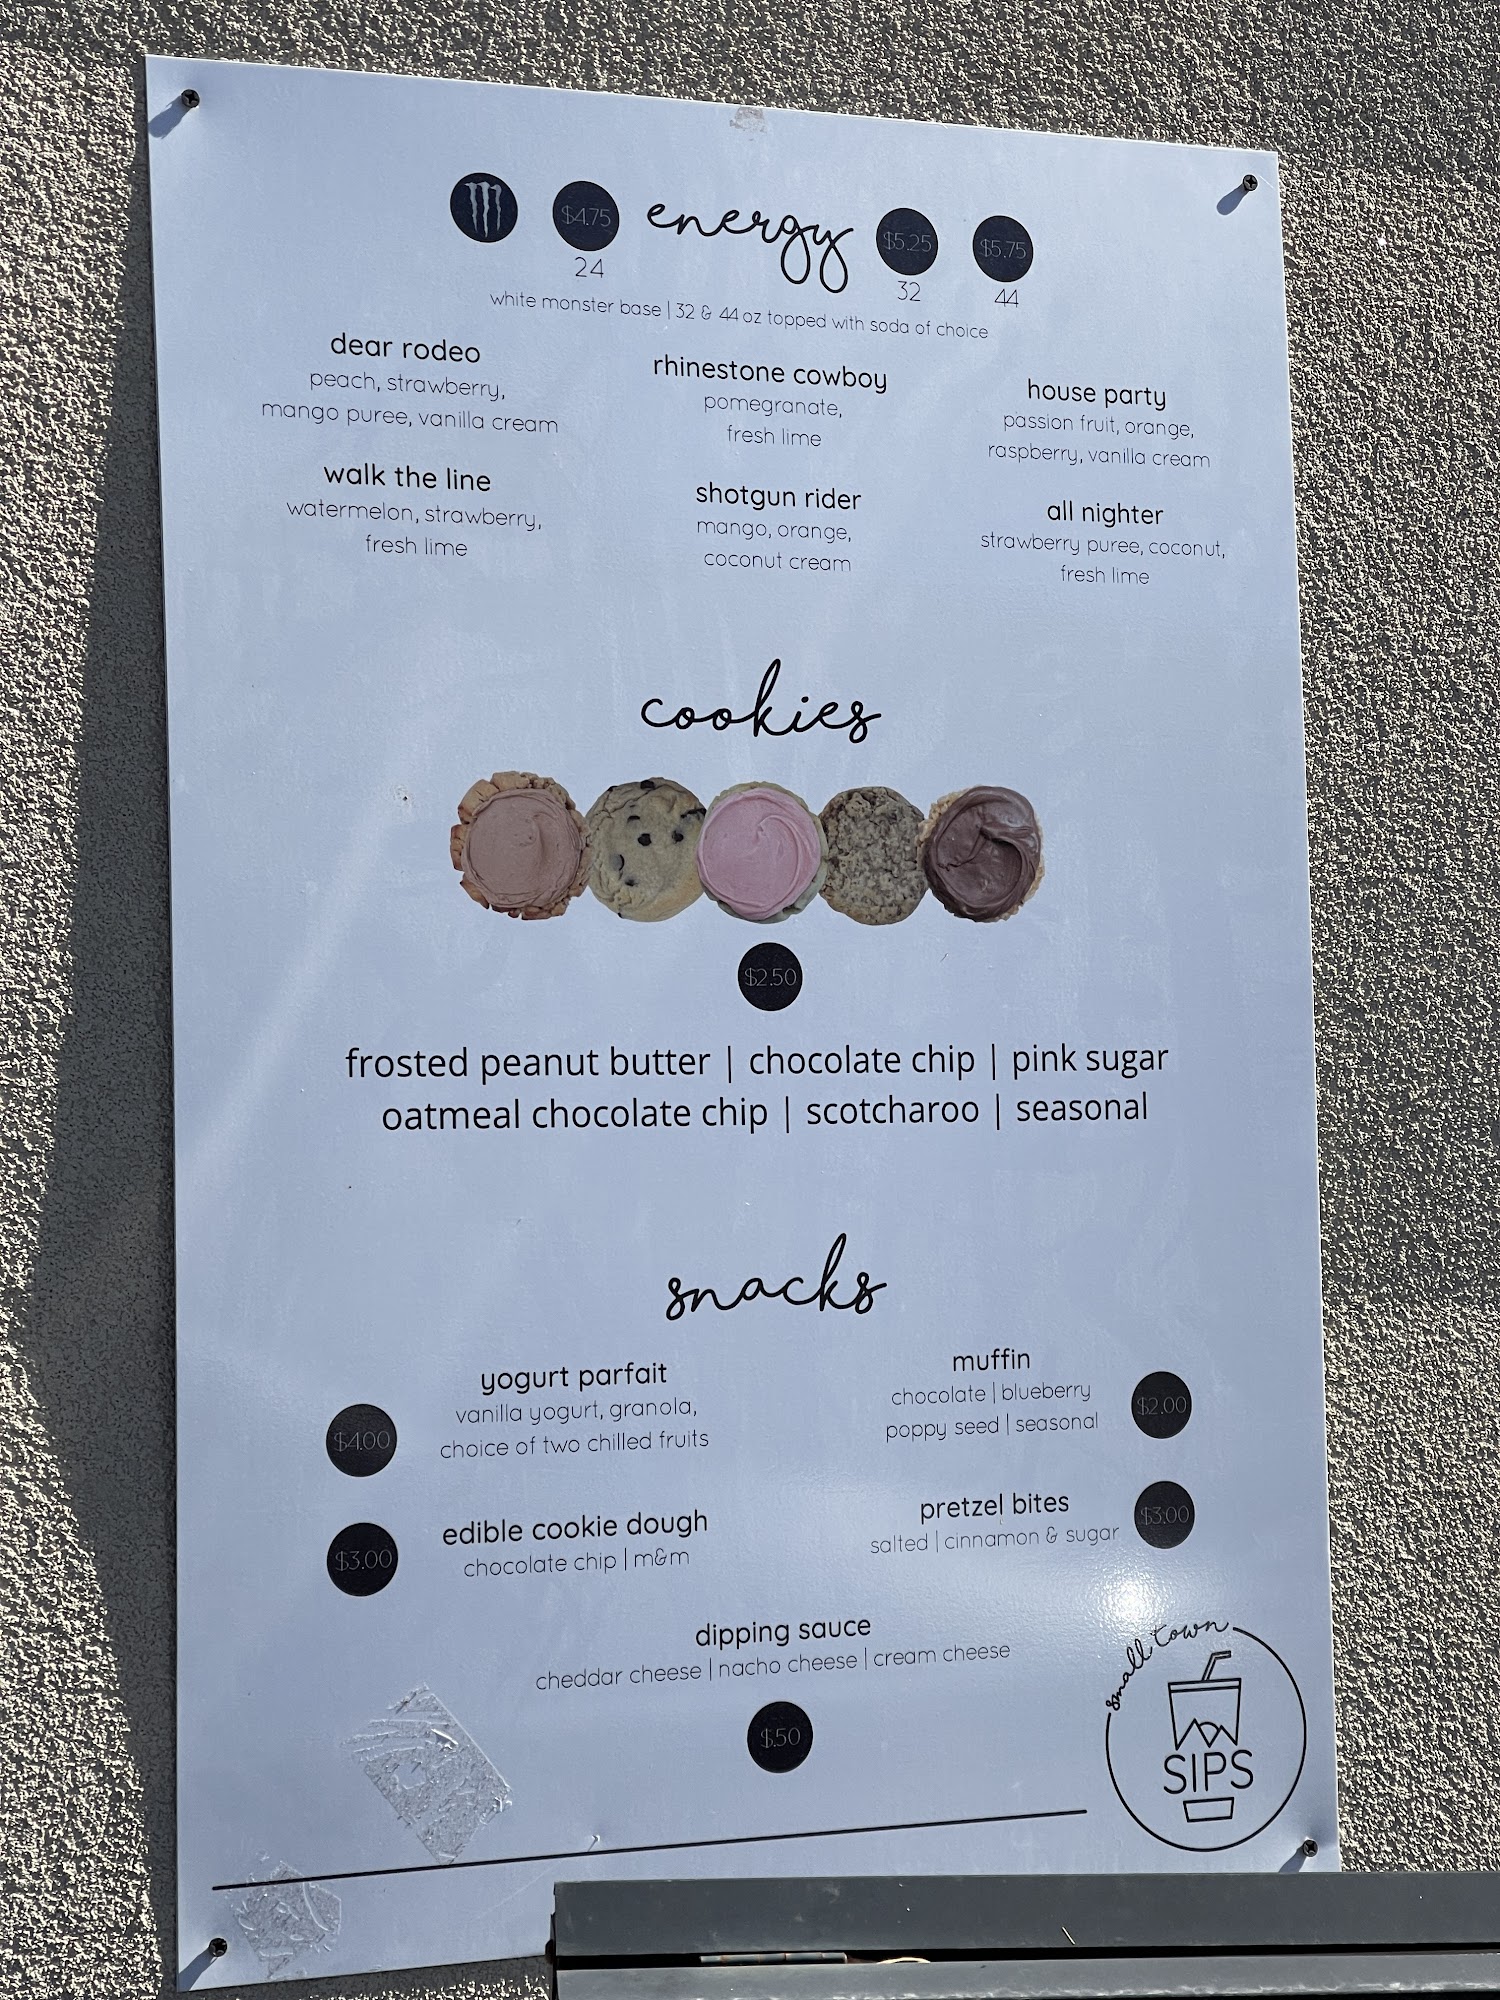 energy
$4.75
24
$5.25
32
$5.75
44
white monster base | 32 & 44 oz topped with soda of choice
dear rodeo
peach, strawberry,
mango puree, vanilla cream
rhinestone cowboy
pomegranate,
fresh lime
house party
passion fruit, orange,
raspberry, vanilla cream
walk the line
watermelon, strawberry,
fresh lime
shotgun rider
mango, orange,
coconut cream
all nighter
strawberry puree, coconut,
fresh lime
cookies
$2.50
frosted peanut butter | chocolate chip | pink sugar
oatmeal chocolate chip | scotcharoo | seasonal
snacks
yogurt parfait
vanilla yogurt, granola,
choice of two chilled fruits
$4.00
muffin
chocolate | blueberry
poppy seed | seasonal
$2.00
edible cookie dough
chocolate chip | m&m
$3.00
pretzel bites
salted | cinnamon & sugar
$3.00
dipping sauce
cheddar cheese | nacho cheese | cream cheese
$.50
small town
SIPS